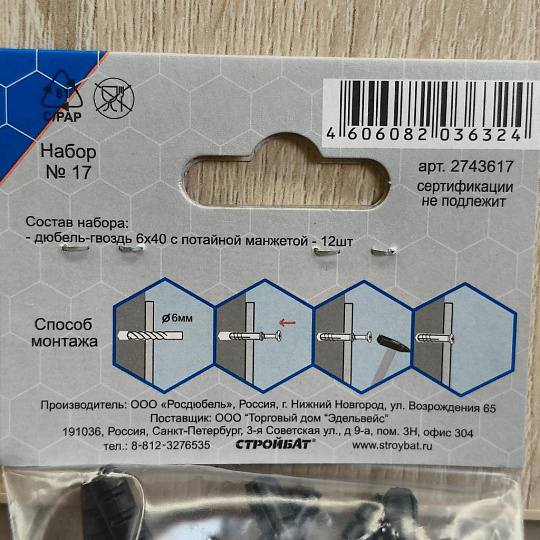 81
C/PAP
Набор
№ 17
4 606082 036324
арт. 2743617
сертификации
не подлежит
Состав набора:
- дюбель-гвоздь 6х40 с потайной манжетой - 12шт
Способ
монтажа
ø6мм
Производитель: ООО «Росдюбель», Россия, г. Нижний Новгород, ул. Возрождения 65
Поставщик: ООО "Торговый дом "Эдельвейс"
191036, Россия, Санкт-Петербург, 3-я Советская ул., д 9-а, пом. 3Н, офис 304
тел.: 8-812-3276535 СТРОЙБАТ www.stroybat.ru